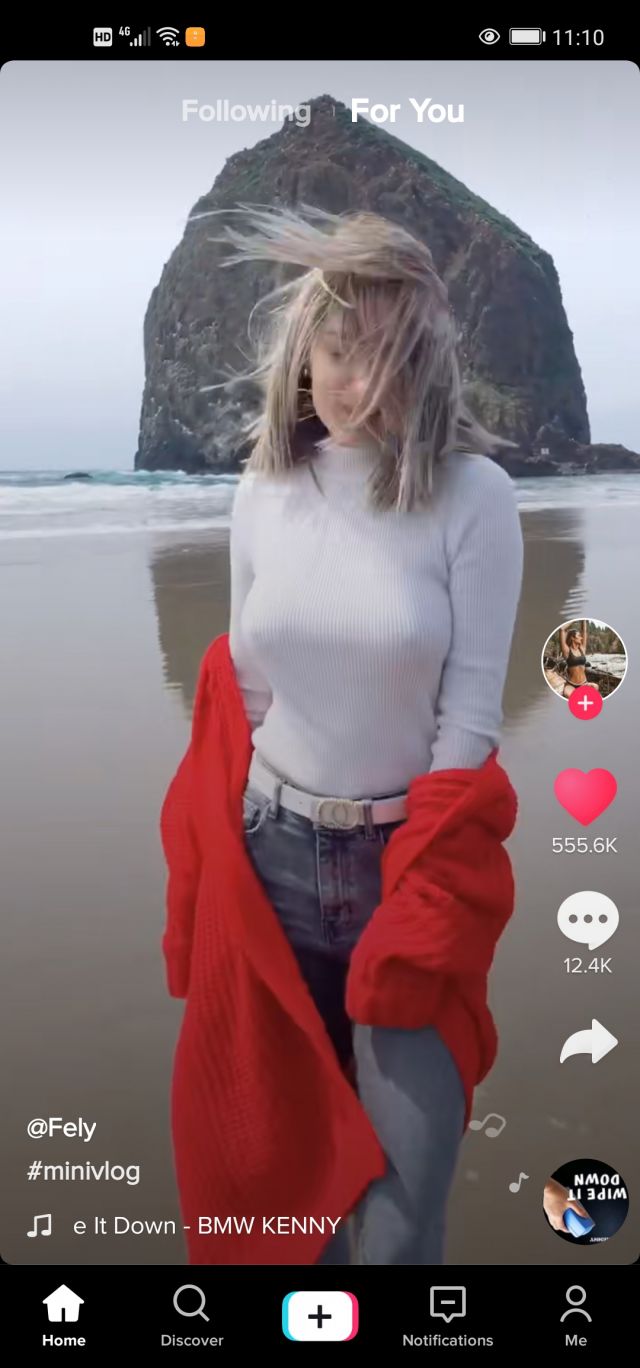 HD 4G 11:10
Following For You
555.6K
12.4K
@Fely
#minivlog
e It Down - BMW KENNY
WIPE IT
DOWN
Home Discover Notifications Me